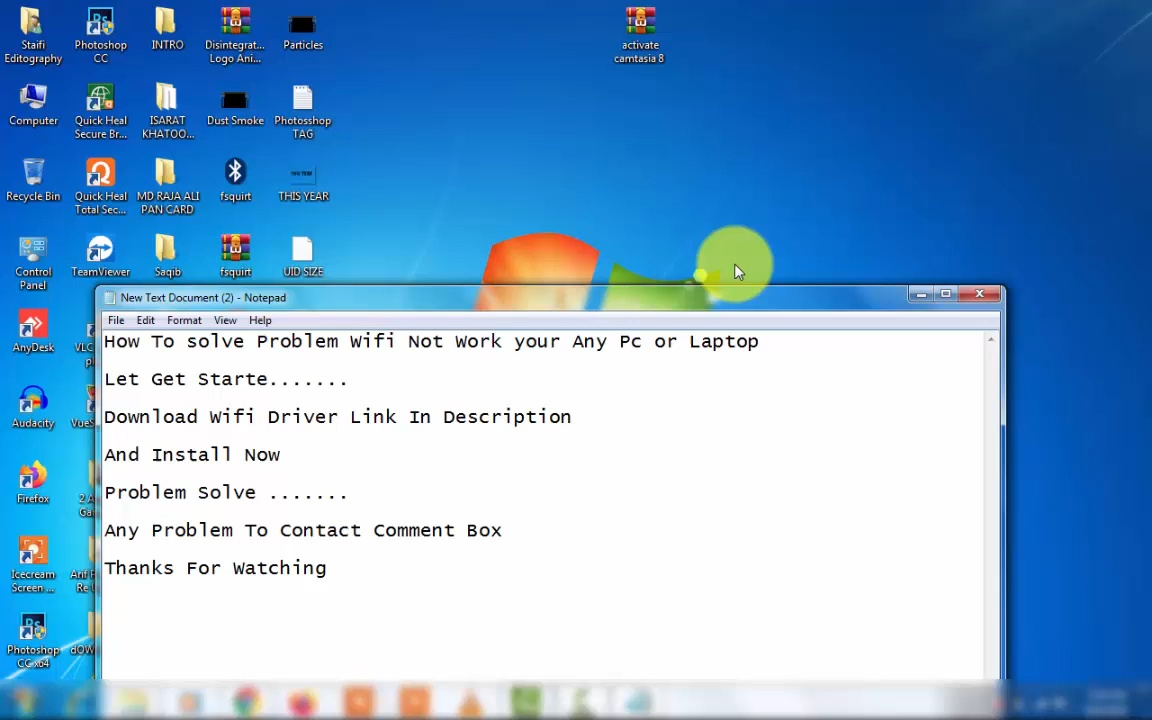 Staifi
Editography
Photoshop
CC
INTRO
Disintegrat...
Logo Ani...
Particles
activate
camtasia 8
Computer
Quick Heal
Secure Br...
ISARAT
KHATOO...
Dust Smoke
Photosshop
TAG
Recycle Bin
Quick Heal
Total Sec...
MD RAJA ALI
PAN CARD
fsquirt
THIS YEAR
Control
Panel
TeamViewer
Saqib
fsquirt
UID SIZE
New Text Document (2) - Notepad
File Edit Format View Help
How To solve Problem Wifi Not Work your Any Pc or Laptop
Let Get Starte.......
Download Wifi Driver Link In Description
And Install Now
Problem Solve .......
Any Problem To Contact Comment Box
Thanks For Watching
AnyDesk
Audacity
Firefox
Icecream
Screen ...
Photoshop
CC x64